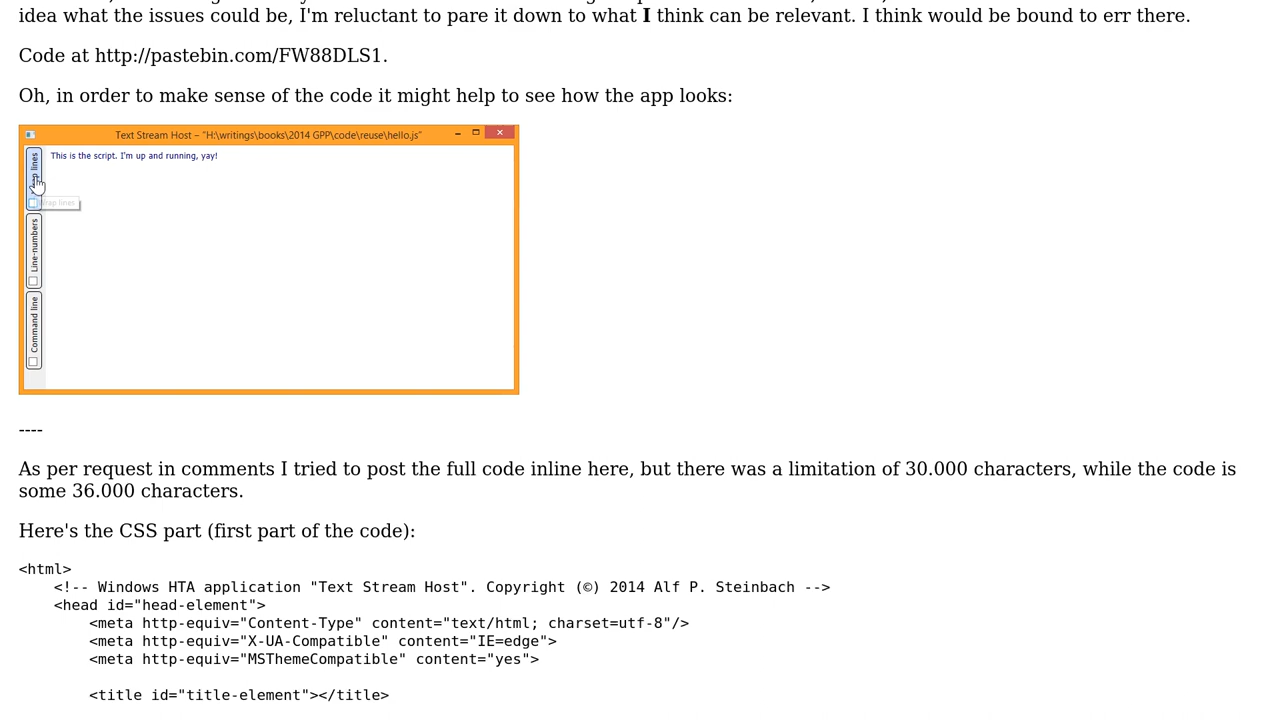 idea what the issues could be, I'm reluctant to pare it down to what I think can be relevant. I think would be bound to err there.
Code at http://pastebin.com/FW88DLS1.
Oh, in order to make sense of the code it might help to see how the app looks:
Text Stream Host – "H:\writings\books\2014 GPP\code\reuse\hello.js"
This is the script. I'm up and running, yay!
lines
Wrap lines
Line-numbers
Command line
----
As per request in comments I tried to post the full code inline here, but there was a limitation of 30.000 characters, while the code is
some 36.000 characters.
Here's the CSS part (first part of the code):
<html>
    <!-- Windows HTA application "Text Stream Host". Copyright (©) 2014 Alf P. Steinbach -->
    <head id="head-element">
        <meta http-equiv="Content-Type" content="text/html; charset=utf-8"/>
        <meta http-equiv="X-UA-Compatible" content="IE=edge">
        <meta http-equiv="MSThemeCompatible" content="yes">
        <title id="title-element"></title>